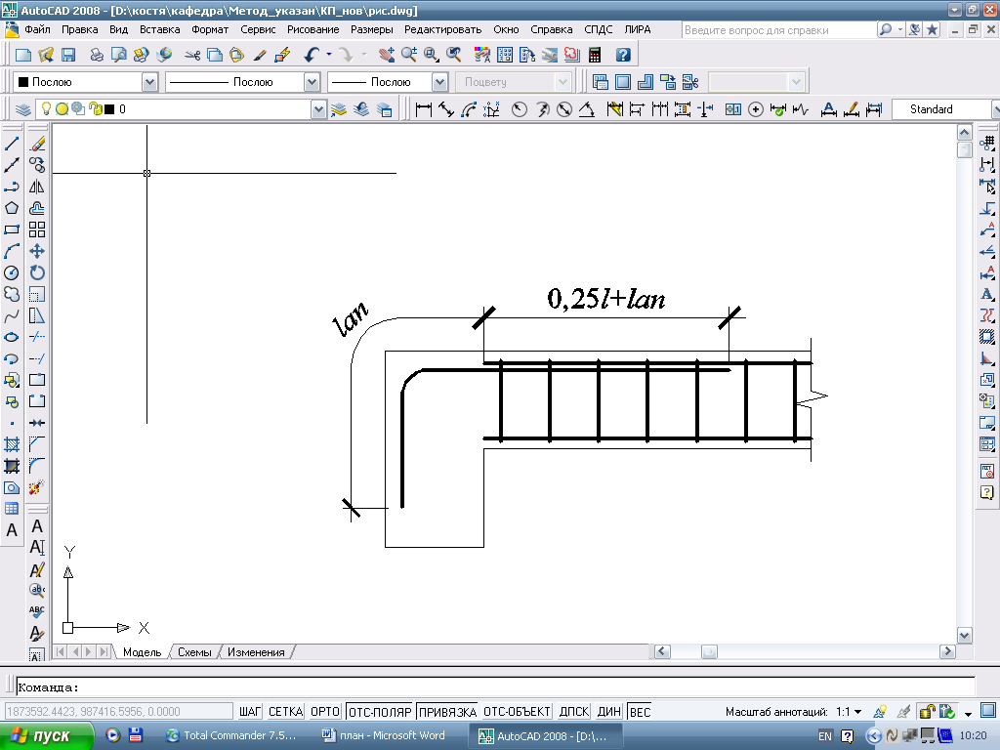 AutoCAD 2008 - [D:\костя\кафедра\Метод_указан\КП_нов\рис.dwg]
Файл Правка Вид Вставка Формат Сервис Рисование Размеры Редактировать Окно Справка СПДС ЛИРА Введите вопрос для справки
Послою Послою Послою Поцвету
0 Standard
0,25l+lan
lan
Y
X
Модель Схемы Изменения
Команда:
1873592.4423, 987416.5956, 0.0000 ШАГ СЕТКА ОРТО ОТС-ПОЛЯР ПРИВЯЗКА ОТС-ОБЪЕКТ ДПСК ДИН ВЕС Масштаб аннотаций: 1:1
пуск Total Commander 7.5... план - Microsoft Word AutoCAD 2008 - [D:\... EN 10:20